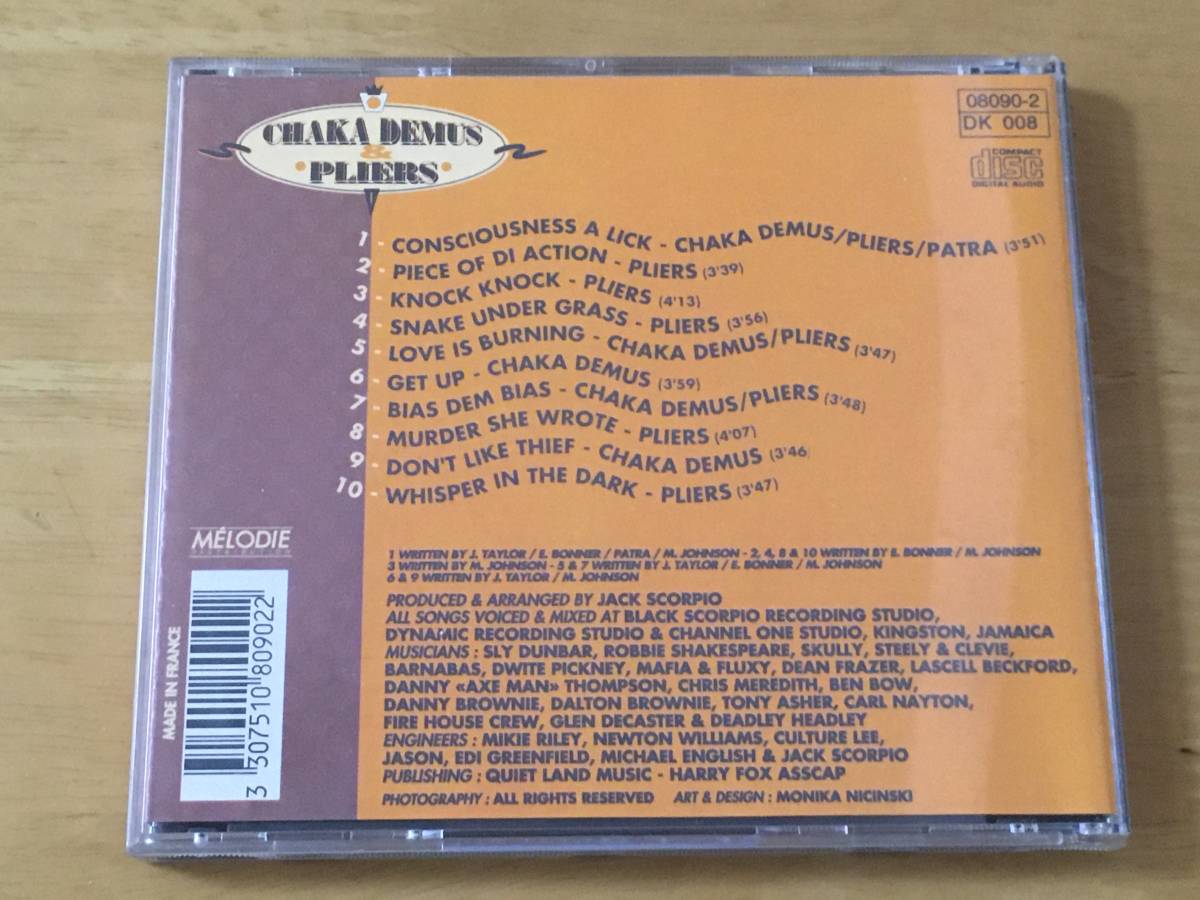 CHAKA DEMUS
&
PLIERS
08090-2
DK 008
COMPACT
disc
DIGITAL AUDIO
1 - CONSCIOUSNESS A LICK - CHAKA DEMUS/PLIERS/PATRA (3'51)
2 - PIECE OF DI ACTION - PLIERS (3'39)
3 - KNOCK KNOCK - PLIERS (4'13)
4 - SNAKE UNDER GRASS - PLIERS (3'56)
5 - LOVE IS BURNING - CHAKA DEMUS/PLIERS (3'47)
6 - GET UP - CHAKA DEMUS (3'59)
7 - BIAS DEM BIAS - CHAKA DEMUS/PLIERS (3'48)
8 - MURDER SHE WROTE - PLIERS (4'07)
9 - DON'T LIKE THIEF - CHAKA DEMUS (3'46
10 - WHISPER IN THE DARK - PLIERS (3'47)
1 WRITTEN BY J. TAYLOR / E. BONNER / PATRA / M. JOHNSON - 2, 4, 8 & 10 WRITTEN BY E. BONNER / M. JOHNSON
3 WRITTEN BY M. JOHNSON - 5 & 7 WRITTEN BY J. TAYLOR / E. BONNER / M. JOHNSON
6 & 9 WRITTEN BY J. TAYLOR / M. JOHNSON
PRODUCED & ARRANGED BY JACK SCORPIO
ALL SONGS VOICED & MIXED AT BLACK SCORPIO RECORDING STUDIO,
DYNAMIC RECORDING STUDIO & CHANNEL ONE STUDIO, KINGSTON, JAMAICA
MUSICIANS : SLY DUNBAR, ROBBIE SHAKESPEARE, SKULLY, STEELY & CLEVIE,
BARNABAS, DWITE PICKNEY, MAFIA & FLUXY, DEAN FRAZER, LASCELL BECKFORD,
DANNY «AXE MAN» THOMPSON, CHRIS MEREDITH, BEN BOW,
DANNY BROWNIE, DALTON BROWNIE, TONY ASHER, CARL NAYTON,
FIRE HOUSE CREW, GLEN DECASTER & DEADLEY HEADLEY
ENGINEERS : MIKIE RILEY, NEWTON WILLIAMS, CULTURE LEE,
JASON, EDI GREENFIELD, MICHAEL ENGLISH & JACK SCORPIO
PUBLISHING : QUIET LAND MUSIC - HARRY FOX ASSCAP
PHOTOGRAPHY : ALL RIGHTS RESERVED ART & DESIGN : MONIKA NICINSKI
MÉLODIE
DISTRIBUTION
MADE IN FRANCE
3 307510 809022